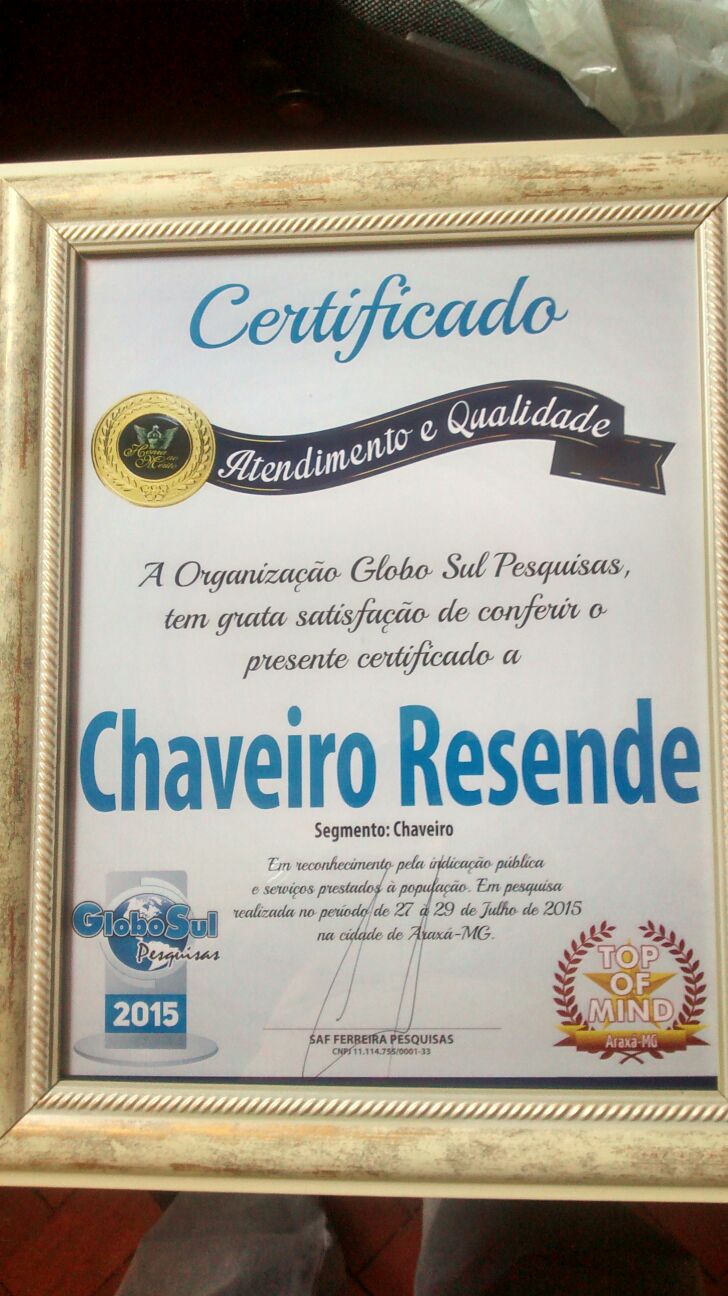 Certificado
Honra ao
Mérito
Atendimento e Qualidade
A Organização Globo Sul Pesquisas,
tem grata satisfação de conferir o
presente certificado a
Chaveiro Resende
Segmento: Chaveiro
Em reconhecimento pela indicação pública
e serviços prestados à população. Em pesquisa
realizada no período de 27 à 29 de Julho de 2015
na cidade de Araxá-MG.
GloboSul
Pesquisas
2015
TOP
OF
MIND
Araxá-MG
SAF FERREIRA PESQUISAS
CNPJ 11.114.755/0001-33